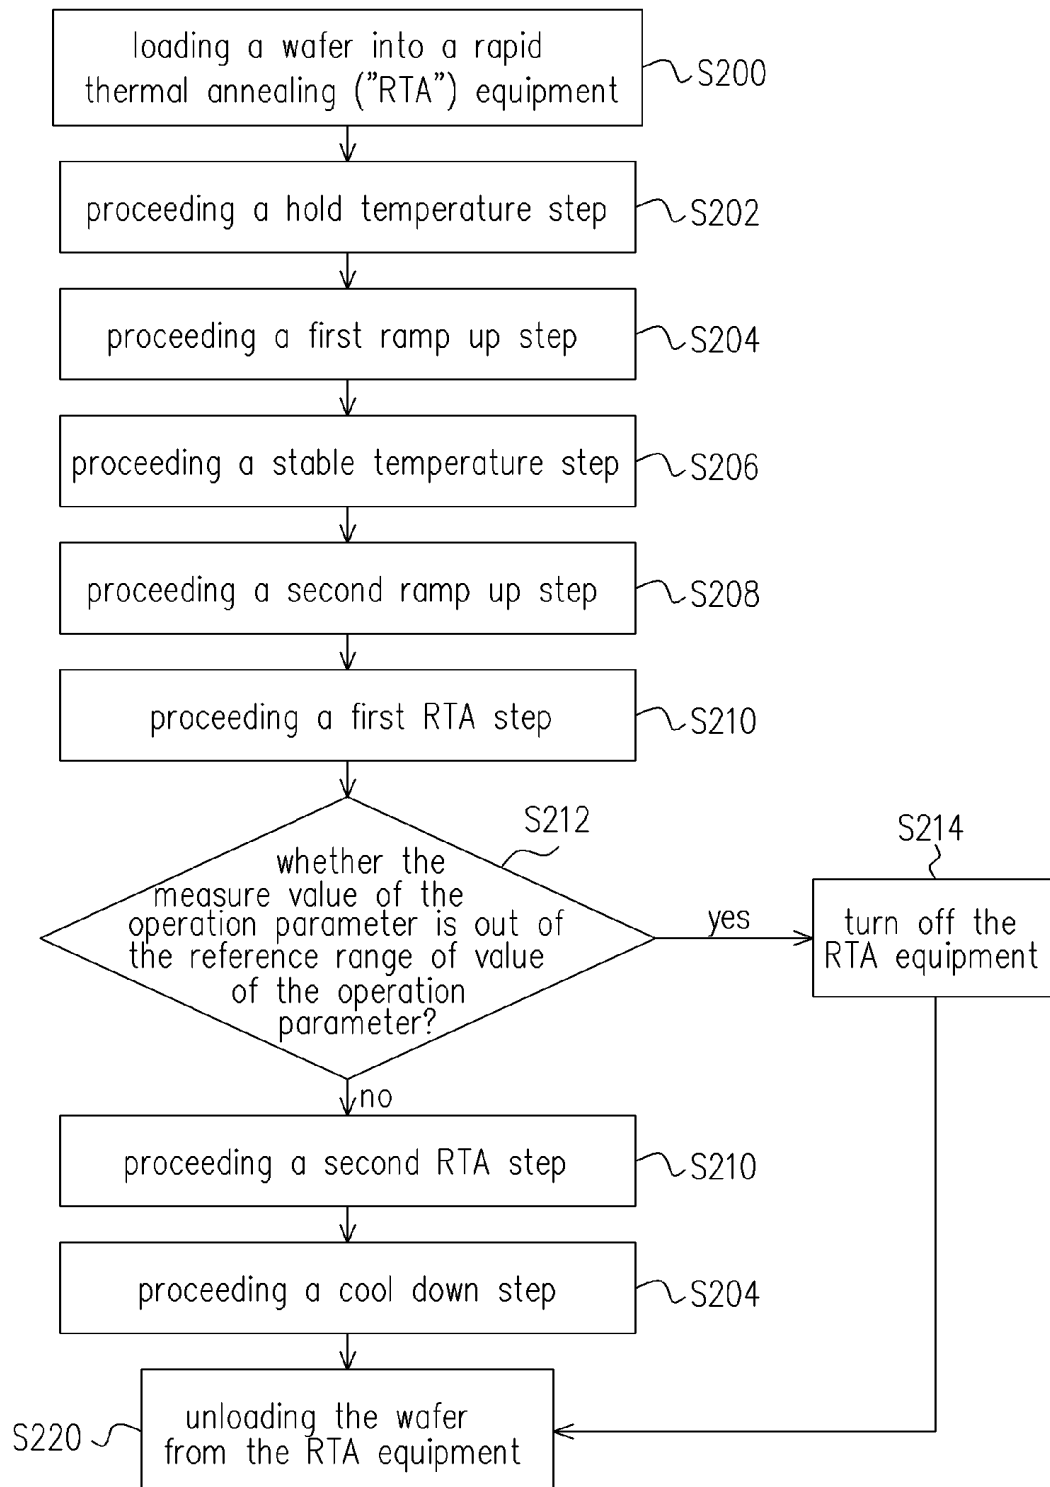 loading a wafer into a rapid
thermal annealing ("RTA") equipment
S200
proceeding a hold temperature step
S202
proceeding a first ramp up step
S204
proceeding a stable temperature step
S206
proceeding a second ramp up step
S208
proceeding a first RTA step
S210
S212
whether the
measure value of the
operation parameter is out of
the reference range of value
of the operation
parameter?
yes
S214
turn off the
RTA equipment
no
proceeding a second RTA step
S210
proceeding a cool down step
S204
S220
unloading the wafer
from the RTA equipment